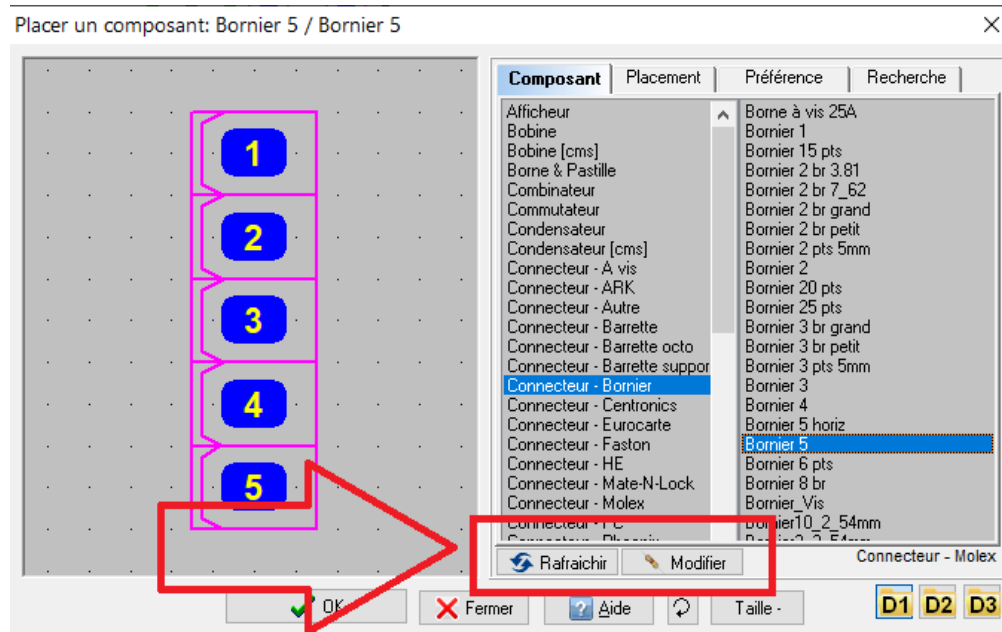 Placer un composant: Bornier 5 / Bornier 5
1
2
3
4
5
Composant
Placement
Préférence
Recherche
Afficheur
Bobine
Bobine [cms]
Borne & Pastille
Combinateur
Commutateur
Condensateur
Condensateur [cms]
Connecteur - A vis
Connecteur - ARK
Connecteur - Autre
Connecteur - Barrette
Connecteur - Barrette octo
Connecteur - Barrette suppor
Connecteur - Bornier
Connecteur - Centronics
Connecteur - Eurocarte
Connecteur - Faston
Connecteur - HE
Connecteur - Mate-N-Lock
Connecteur - Molex
Borne à vis 25A
Bornier 1
Bornier 15 pts
Bornier 2 br 3.81
Bornier 2 br 7_62
Bornier 2 br grand
Bornier 2 br petit
Bornier 2 pts 5mm
Bornier 2
Bornier 20 pts
Bornier 25 pts
Bornier 3 br grand
Bornier 3 br petit
Bornier 3 pts 5mm
Bornier 3
Bornier 4
Bornier 5 horiz
Bornier 5
Bornier 6 pts
Bornier 8 br
Bornier_Vis
Bornier10_2_54mm
Rafraichir
Modifier
Connecteur - Molex
OK
Fermer
Aide
Taille -
D1 D2 D3